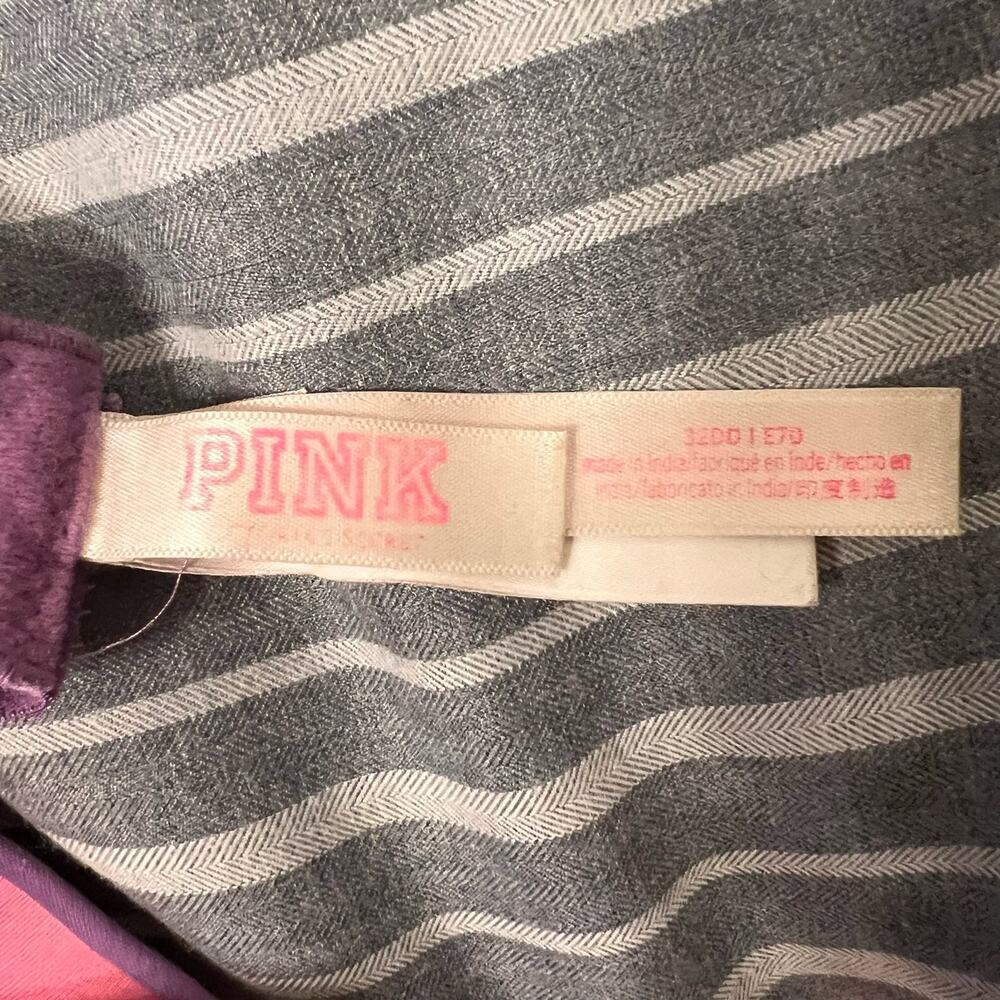 PINK
32DD | E70
made in India/fabriqué en Inde/hecho en
India/fabbricato in India/印度制造